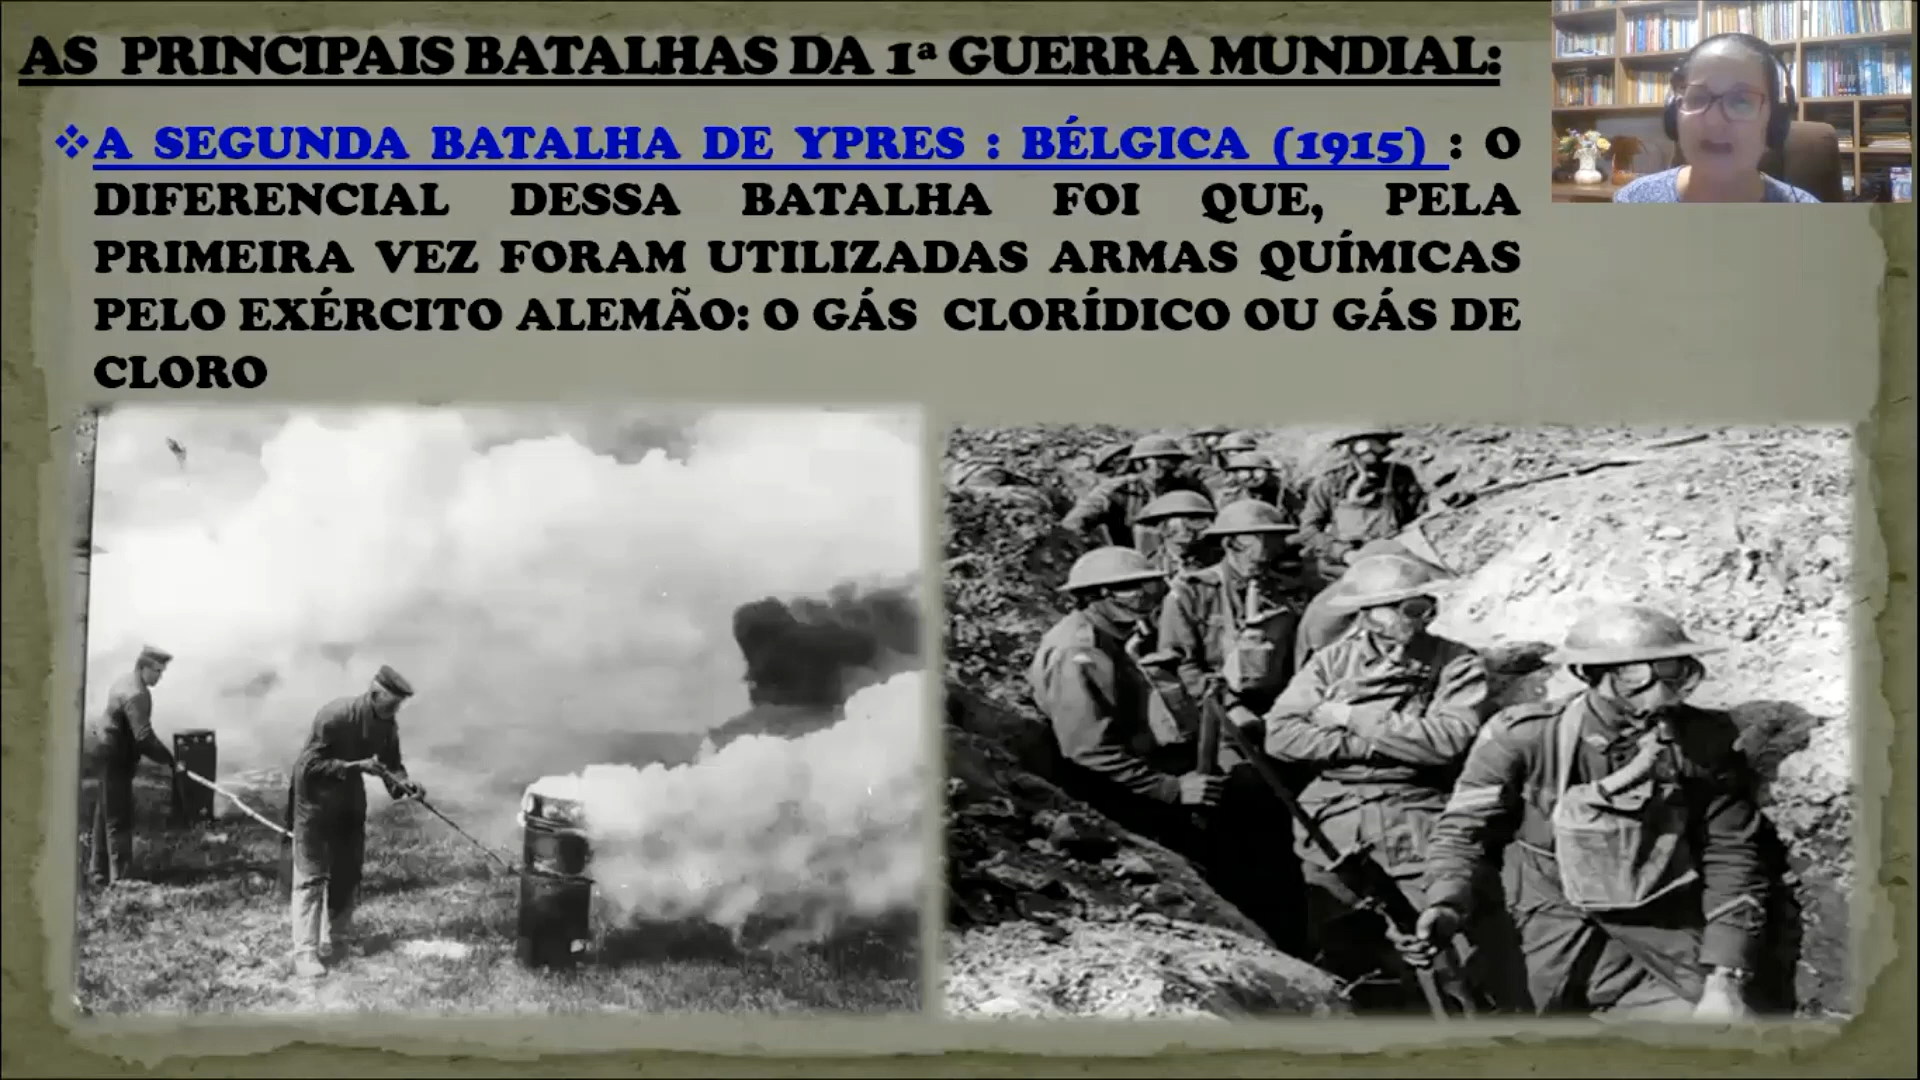 AS PRINCIPAIS BATALHAS DA 1ª GUERRA MUNDIAL:
❖A SEGUNDA BATALHA DE YPRES : BÉLGICA (1915) : O
DIFERENCIAL DESSA BATALHA FOI QUE, PELA
PRIMEIRA VEZ FORAM UTILIZADAS ARMAS QUÍMICAS
PELO EXÉRCITO ALEMÃO: O GÁS CLORÍDICO OU GÁS DE
CLORO